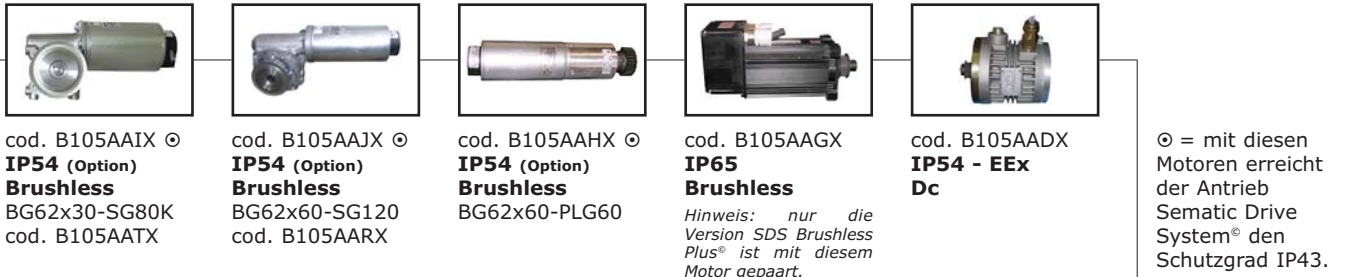 cod. B105AAIX ⊙
IP54 (Option)
Brushless
BG62x30-SG80K
cod. B105AATX
cod. B105AAJX ⊙
IP54 (Option)
Brushless
BG62x60-SG120
cod. B105AARX
cod. B105AAHX ⊙
IP54 (Option)
Brushless
BG62x60-PLG60
cod. B105AAGX
IP65
Brushless
Hinweis: nur die
Version SDS Brushless
Plus© ist mit diesem
Motor gepaart.
cod. B105AADX
IP54 - EEx
Dc
⊙ = mit diesen
Motoren erreicht
der Antrieb
Sematic Drive
System© den
Schutzgrad IP43.